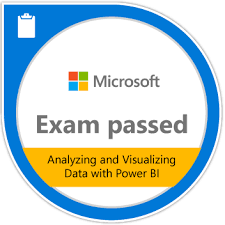 Microsoft
Exam passed
Analyzing and Visualizing
Data with Power BI